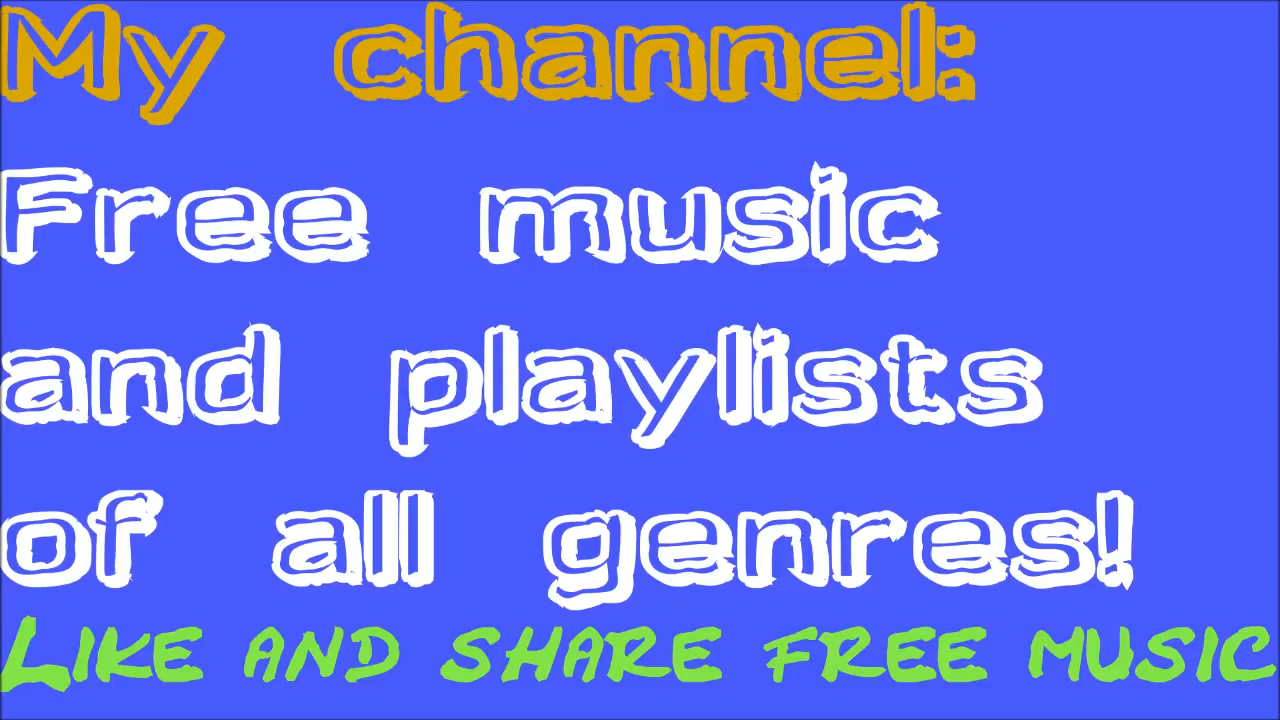 My channel:
Free music
and playlists
of all genres!
LIKE AND SHARE FREE MUSIC